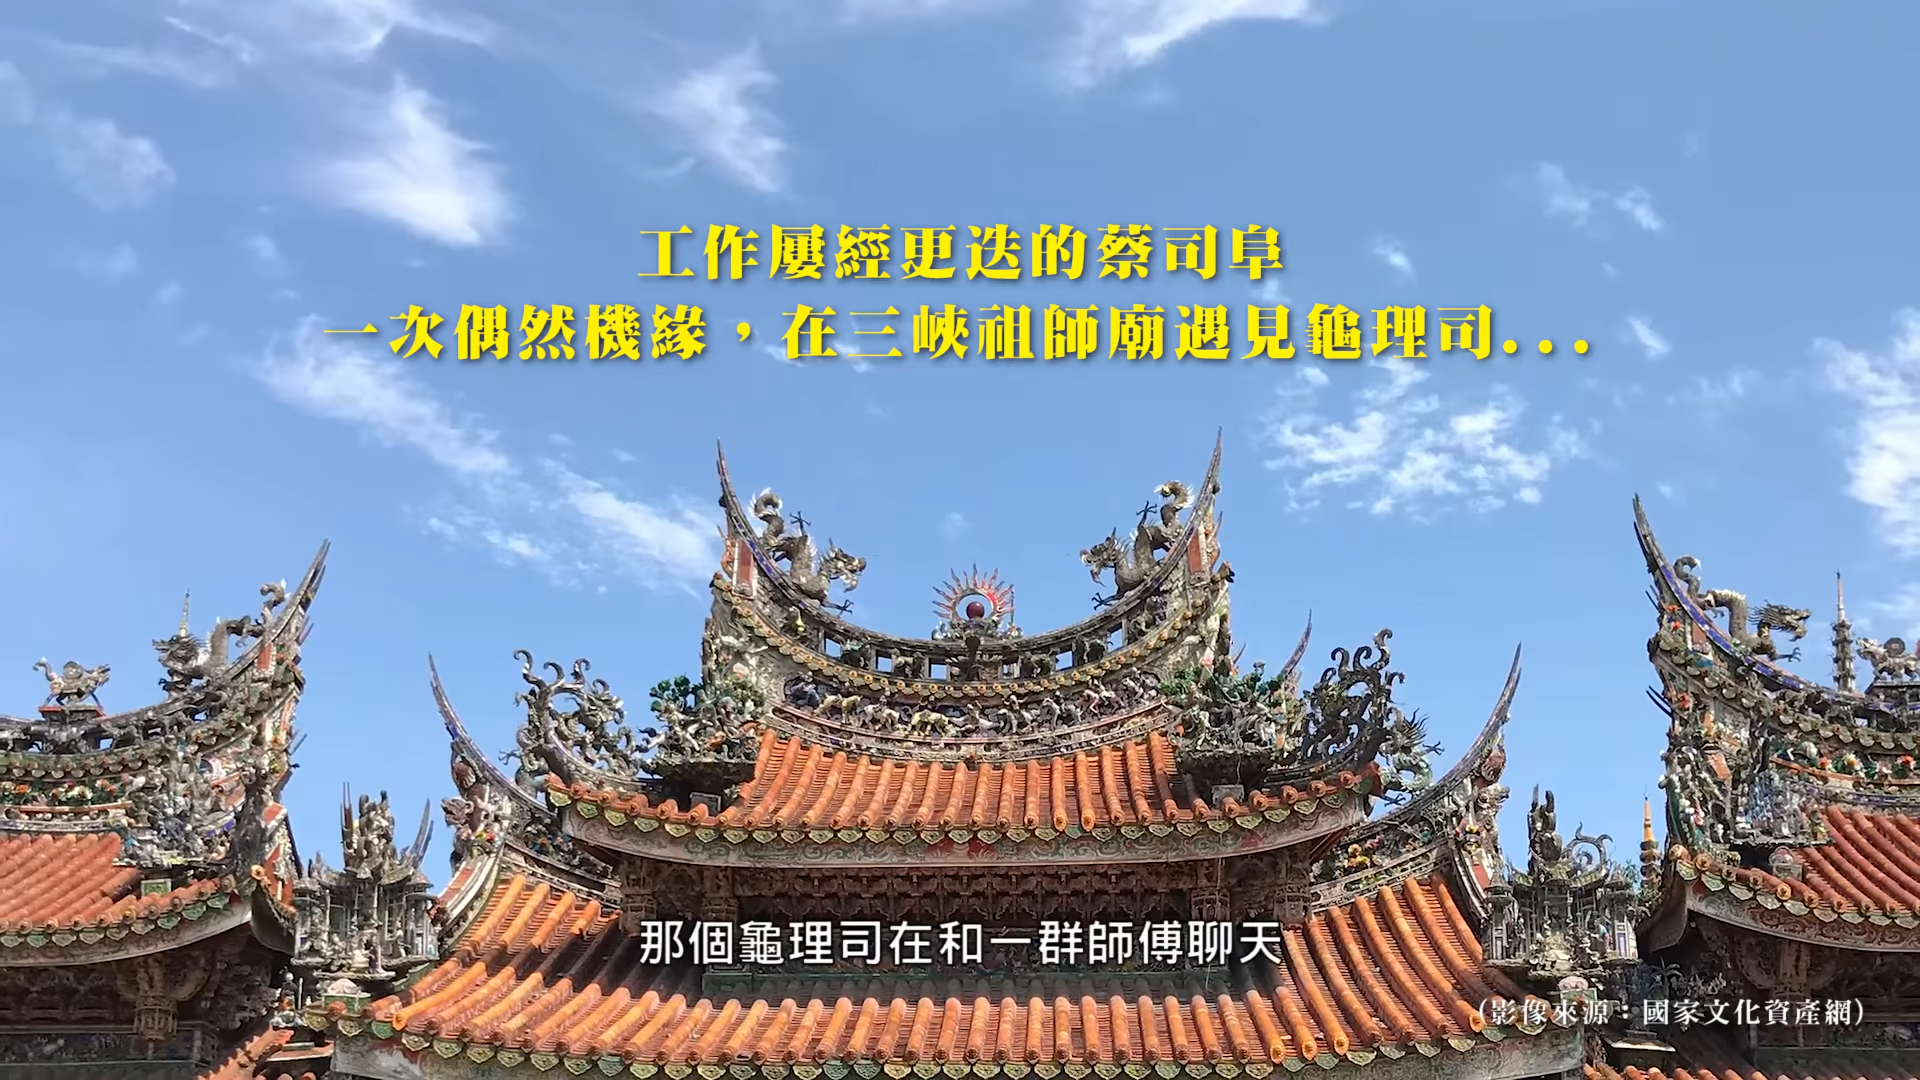 工作屢經更迭的蔡司阜
一次偶然機緣，在三峽祖師廟遇見龜理司...
那個龜理司在和一群師傅聊天
（影像來源：國家文化資產網）